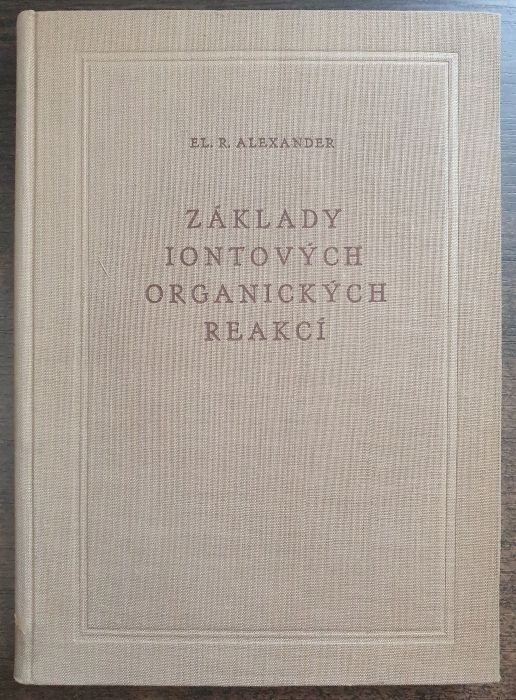 EL. R. ALEXANDER
ZÁKLADY
IONTOVÝCH
ORGANICKÝCH
REAKCÍ